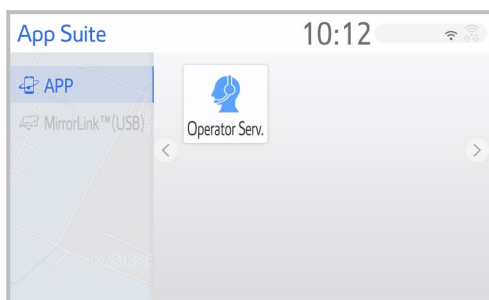 App Suite
10:12
APP
MirrorLink™(USB)
Operator Serv.